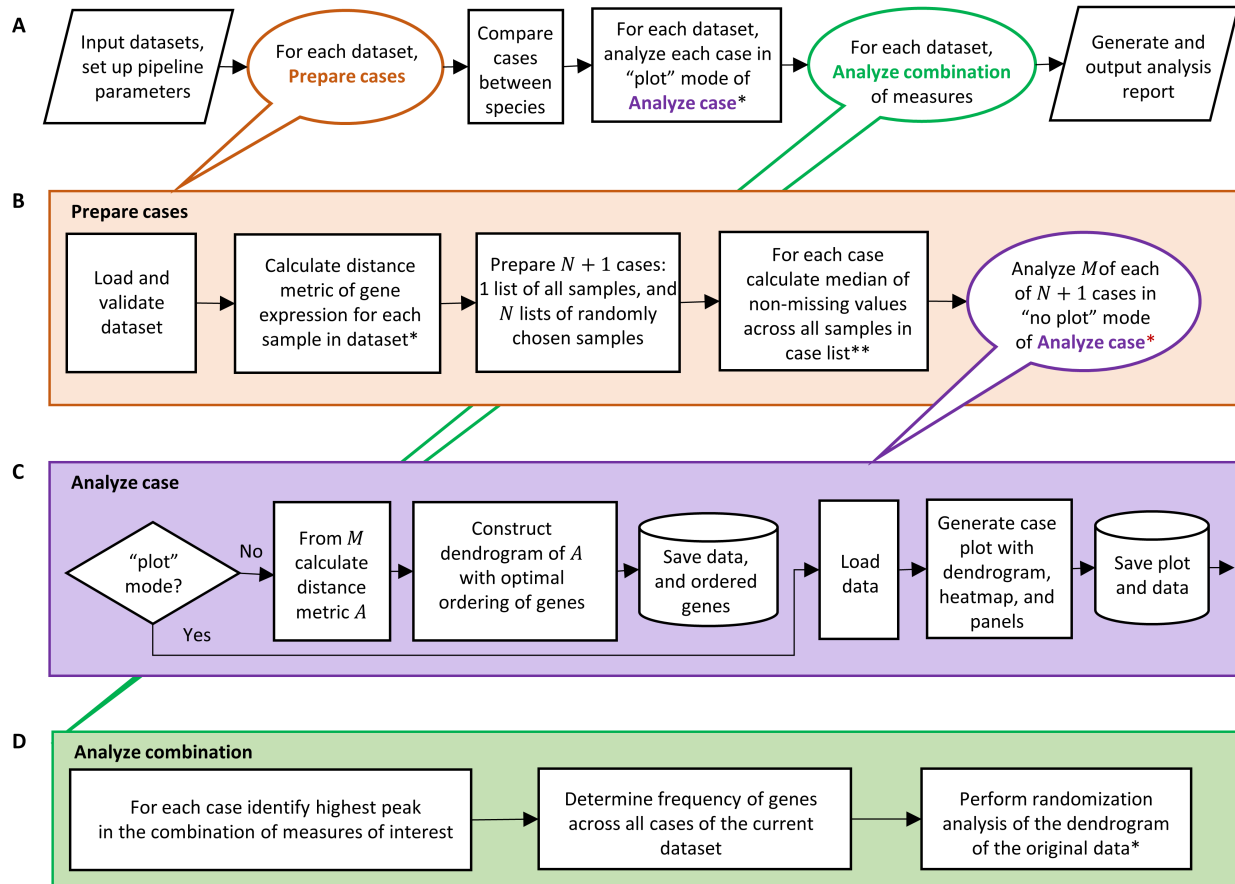 A
Input datasets,
set up pipeline
parameters
For each dataset,
Prepare cases
Compare
cases
between
species
For each dataset,
analyze each case in
“plot” mode of
Analyze case*
For each dataset,
Analyze combination
of measures
Generate and
output analysis
report
B
Prepare cases
Load and
validate
dataset
Calculate distance
metric of gene
expression for each
sample in dataset*
Prepare N + 1 cases:
1 list of all samples, and
N lists of randomly
chosen samples
For each case
calculate median of
non-missing values
across all samples in
case list**
Analyze M of each
of N + 1 cases in
“no plot” mode
of Analyze case*
C
Analyze case
“plot”
mode?
No
Yes
From M
calculate
distance
metric A
Construct
dendrogram of A
with optimal
ordering of genes
Save data,
and ordered
genes
Load
data
Generate case
plot with
dendrogram,
heatmap, and
panels
Save plot
and data
D
Analyze combination
For each case identify highest peak
in the combination of measures of interest
Determine frequency of genes
across all cases of the current
dataset
Perform randomization
analysis of the dendrogram
of the original data*